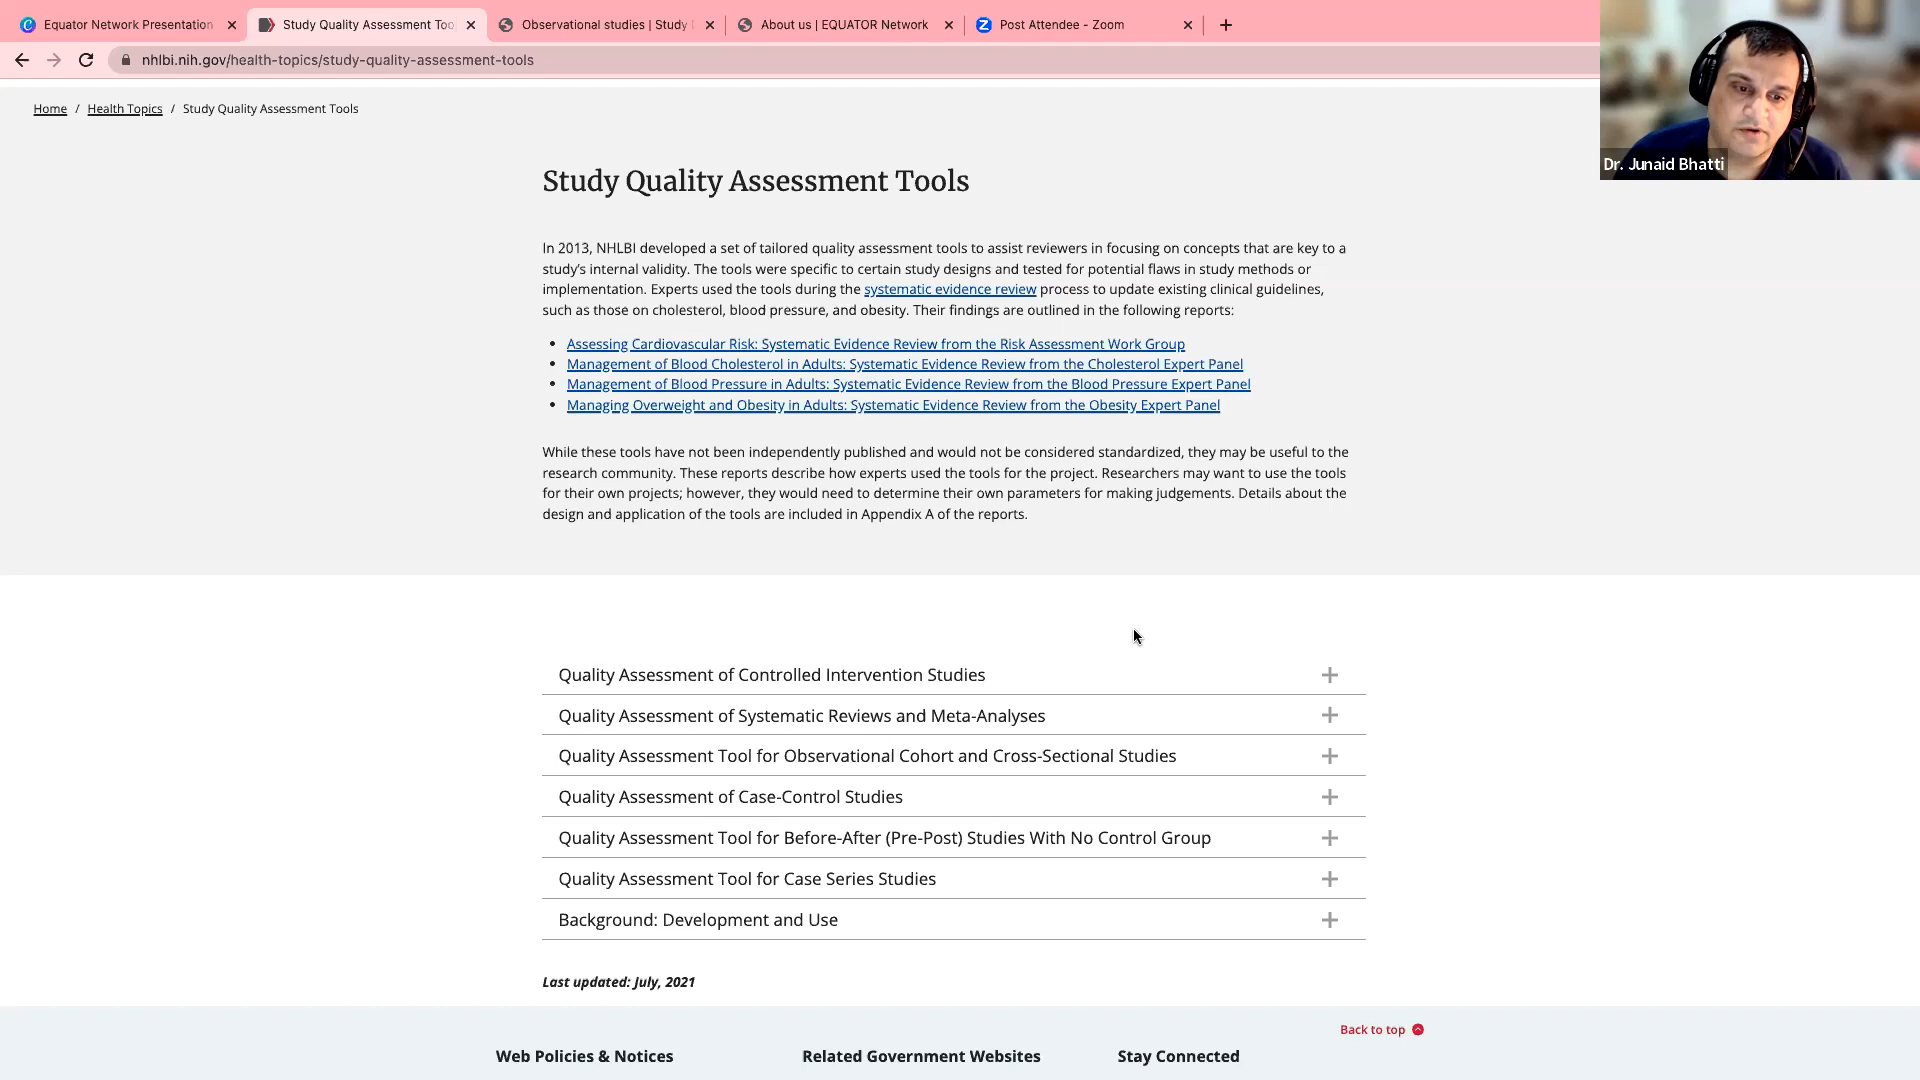 Equator Network Presentation
Study Quality Assessment Too
Observational studies | Study
About us | EQUATOR Network
Post Attendee - Zoom
nhlbi.nih.gov/health-topics/study-quality-assessment-tools
Dr. Junaid Bhatti
Home / Health Topics / Study Quality Assessment Tools
Study Quality Assessment Tools
In 2013, NHLBI developed a set of tailored quality assessment tools to assist reviewers in focusing on concepts that are key to a
study's internal validity. The tools were specific to certain study designs and tested for potential flaws in study methods or
implementation. Experts used the tools during the systematic evidence review process to update existing clinical guidelines,
such as those on cholesterol, blood pressure, and obesity. Their findings are outlined in the following reports:
• Assessing Cardiovascular Risk: Systematic Evidence Review from the Risk Assessment Work Group
• Management of Blood Cholesterol in Adults: Systematic Evidence Review from the Cholesterol Expert Panel
• Management of Blood Pressure in Adults: Systematic Evidence Review from the Blood Pressure Expert Panel
• Managing Overweight and Obesity in Adults: Systematic Evidence Review from the Obesity Expert Panel
While these tools have not been independently published and would not be considered standardized, they may be useful to the
research community. These reports describe how experts used the tools for the project. Researchers may want to use the tools
for their own projects; however, they would need to determine their own parameters for making judgements. Details about the
design and application of the tools are included in Appendix A of the reports.
Quality Assessment of Controlled Intervention Studies
Quality Assessment of Systematic Reviews and Meta-Analyses
Quality Assessment Tool for Observational Cohort and Cross-Sectional Studies
Quality Assessment of Case-Control Studies
Quality Assessment Tool for Before-After (Pre-Post) Studies With No Control Group
Quality Assessment Tool for Case Series Studies
Background: Development and Use
Last updated: July, 2021
Back to top
Web Policies & Notices
Related Government Websites
Stay Connected